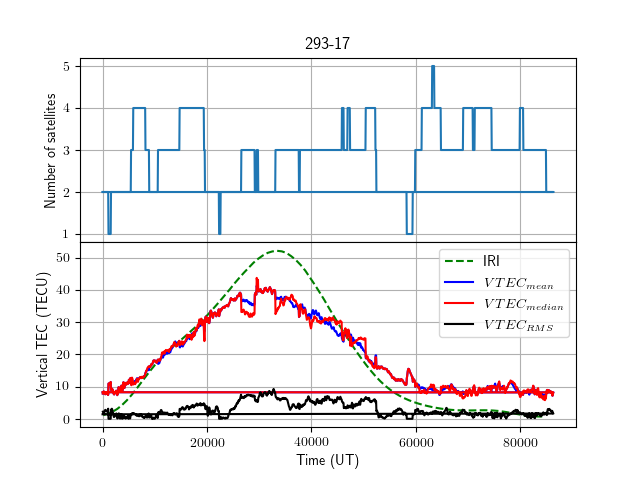 293-17
Number of satellites
5
4
3
2
1
Vertical TEC (TECU)
50
40
30
20
10
0
IRI
VTEC_mean
VTEC_median
VTEC_RMS
0 20000 40000 60000 80000
Time (UT)